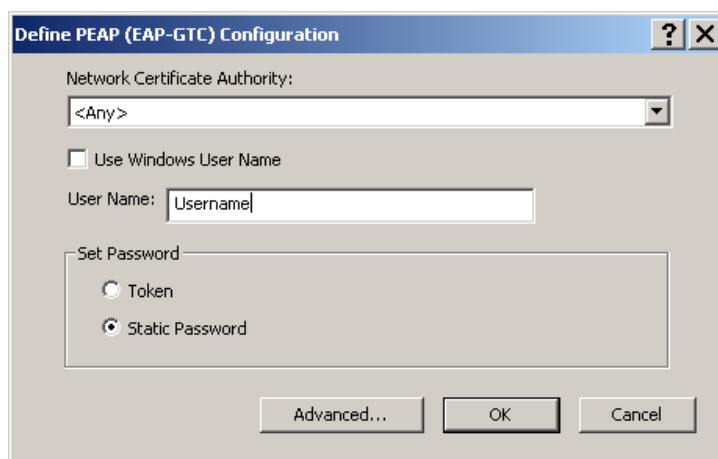 Define PEAP (EAP-GTC) Configuration
Network Certificate Authority:
<Any>
Use Windows User Name
User Name: Username
Set Password
Token
Static Password
Advanced... OK Cancel